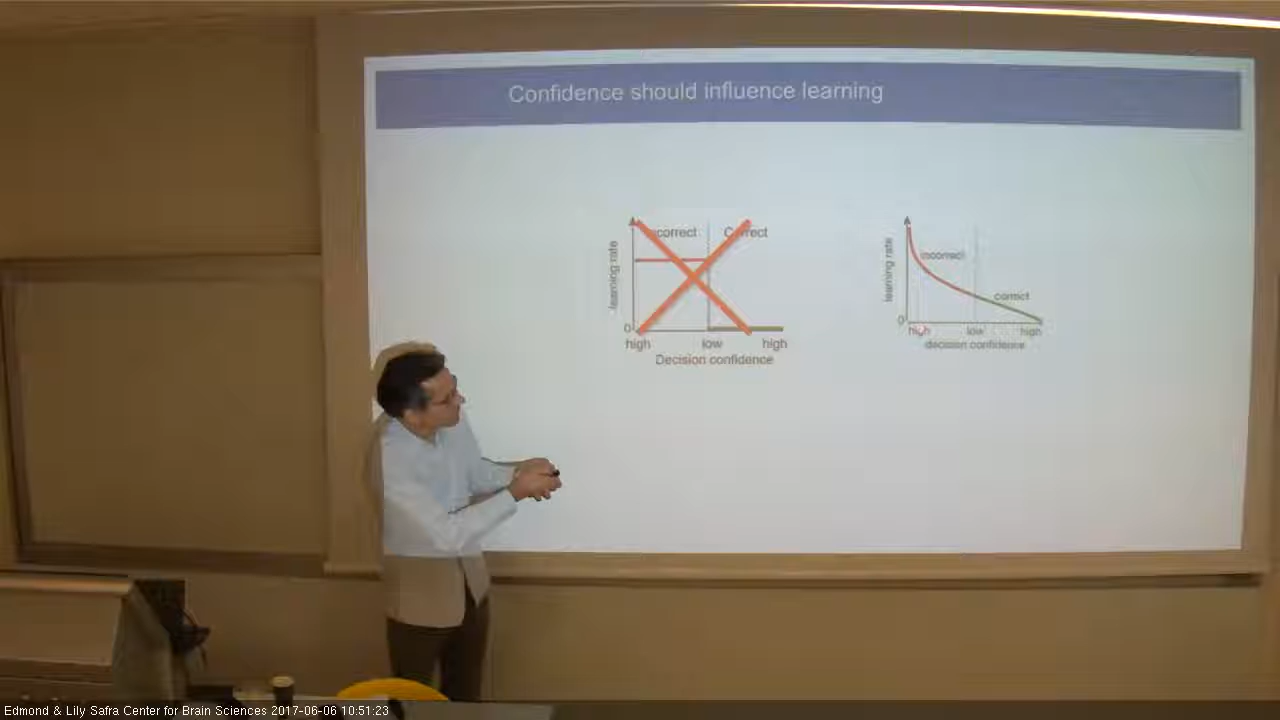 Confidence should influence learning
correct
learning rate
0
high
low
high
Decision confidence
learning rate
incorrect
correct
0
high
low
high
decision confidence
Edmond & Lily Safra Center for Brain Sciences 2017-06-06 10:51:23